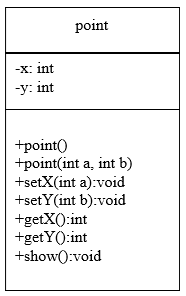 point
-x: int
-y: int
+point()
+point(int a, int b)
+setX(int a):void
+setY(int b):void
+getX():int
+getY():int
+show():void